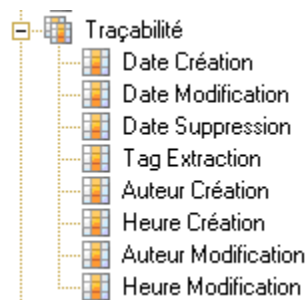 Traçabilité
Date Création
Date Modification
Date Suppression
Tag Extraction
Auteur Création
Heure Création
Auteur Modification
Heure Modification